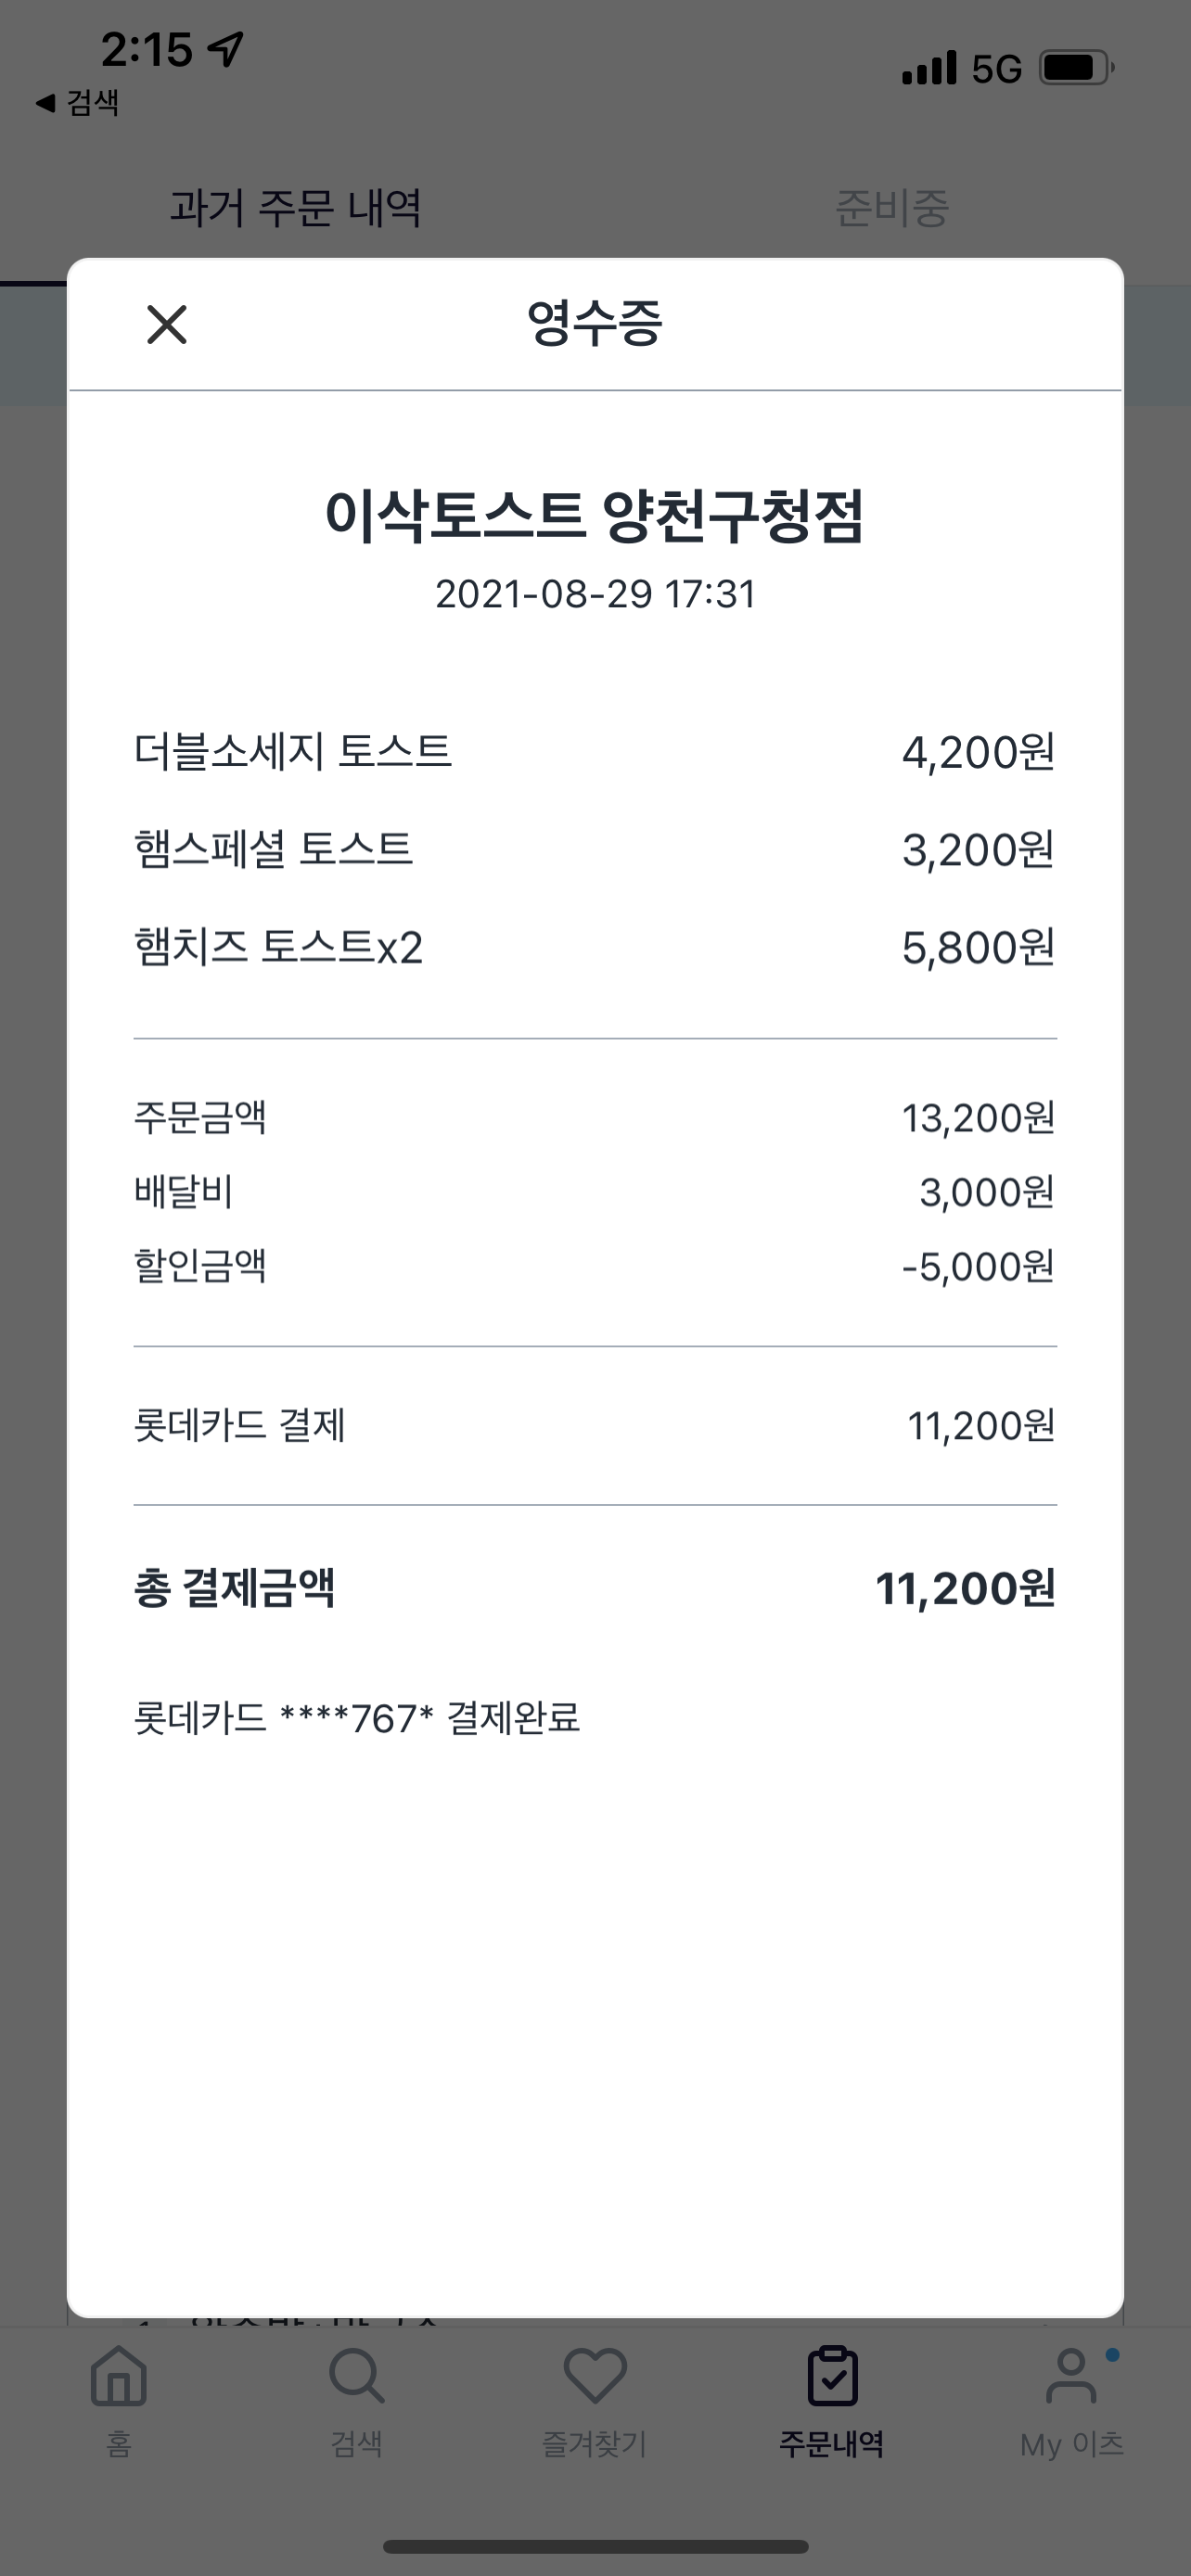 2:15
5G
◀ 검색
과거 주문 내역 준비중
영수증
이삭토스트 양천구청점
2021-08-29 17:31
더블소세지 토스트 4,200원
햄스페셜 토스트 3,200원
햄치즈 토스트x2 5,800원
주문금액 13,200원
배달비 3,000원
할인금액 -5,000원
롯데카드 결제 11,200원
총 결제금액 11,200원
롯데카드 ****767* 결제완료
홈 검색 즐겨찾기 주문내역 My 이츠